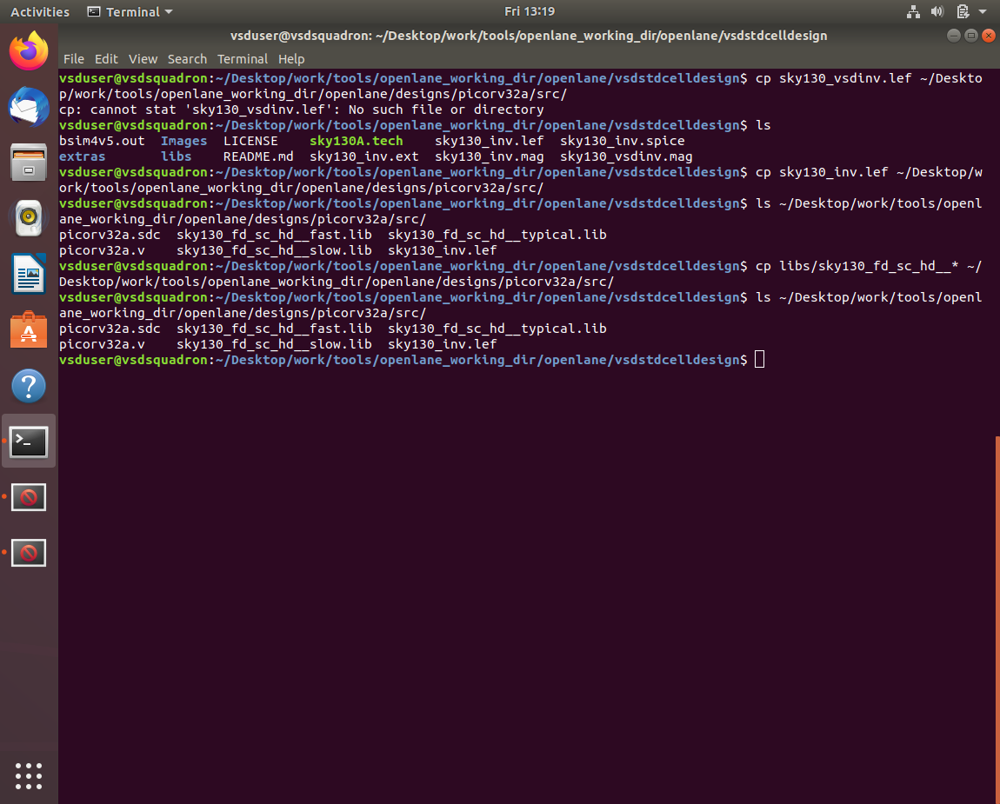 Activities Terminal Fri 13:19
vsduser@vsdsquadron: ~/Desktop/work/tools/openlane_working_dir/openlane/vsdstdcelldesign
File Edit View Search Terminal Help
vsduser@vsdsquadron:~/Desktop/work/tools/openlane_working_dir/openlane/vsdstdcelldesign$ cp sky130_vsdinv.lef ~/Deskto
p/work/tools/openlane_working_dir/openlane/designs/picorv32a/src/
cp: cannot stat 'sky130_vsdinv.lef': No such file or directory
vsduser@vsdsquadron:~/Desktop/work/tools/openlane_working_dir/openlane/vsdstdcelldesign$ ls
bsim4v5.out  Images  LICENSE    sky130A.tech    sky130_inv.lef  sky130_inv.spice
extras       libs    README.md  sky130_inv.ext  sky130_inv.mag  sky130_vsdinv.mag
vsduser@vsdsquadron:~/Desktop/work/tools/openlane_working_dir/openlane/vsdstdcelldesign$ cp sky130_inv.lef ~/Desktop/w
ork/tools/openlane_working_dir/openlane/designs/picorv32a/src/
vsduser@vsdsquadron:~/Desktop/work/tools/openlane_working_dir/openlane/vsdstdcelldesign$ ls ~/Desktop/work/tools/openl
ane_working_dir/openlane/designs/picorv32a/src/
picorv32a.sdc  sky130_fd_sc_hd__fast.lib  sky130_fd_sc_hd__typical.lib
picorv32a.v    sky130_fd_sc_hd__slow.lib  sky130_inv.lef
vsduser@vsdsquadron:~/Desktop/work/tools/openlane_working_dir/openlane/vsdstdcelldesign$ cp libs/sky130_fd_sc_hd__* ~/
Desktop/work/tools/openlane_working_dir/openlane/designs/picorv32a/src/
vsduser@vsdsquadron:~/Desktop/work/tools/openlane_working_dir/openlane/vsdstdcelldesign$ ls ~/Desktop/work/tools/openl
ane_working_dir/openlane/designs/picorv32a/src/
picorv32a.sdc  sky130_fd_sc_hd__fast.lib  sky130_fd_sc_hd__typical.lib
picorv32a.v    sky130_fd_sc_hd__slow.lib  sky130_inv.lef
vsduser@vsdsquadron:~/Desktop/work/tools/openlane_working_dir/openlane/vsdstdcelldesign$